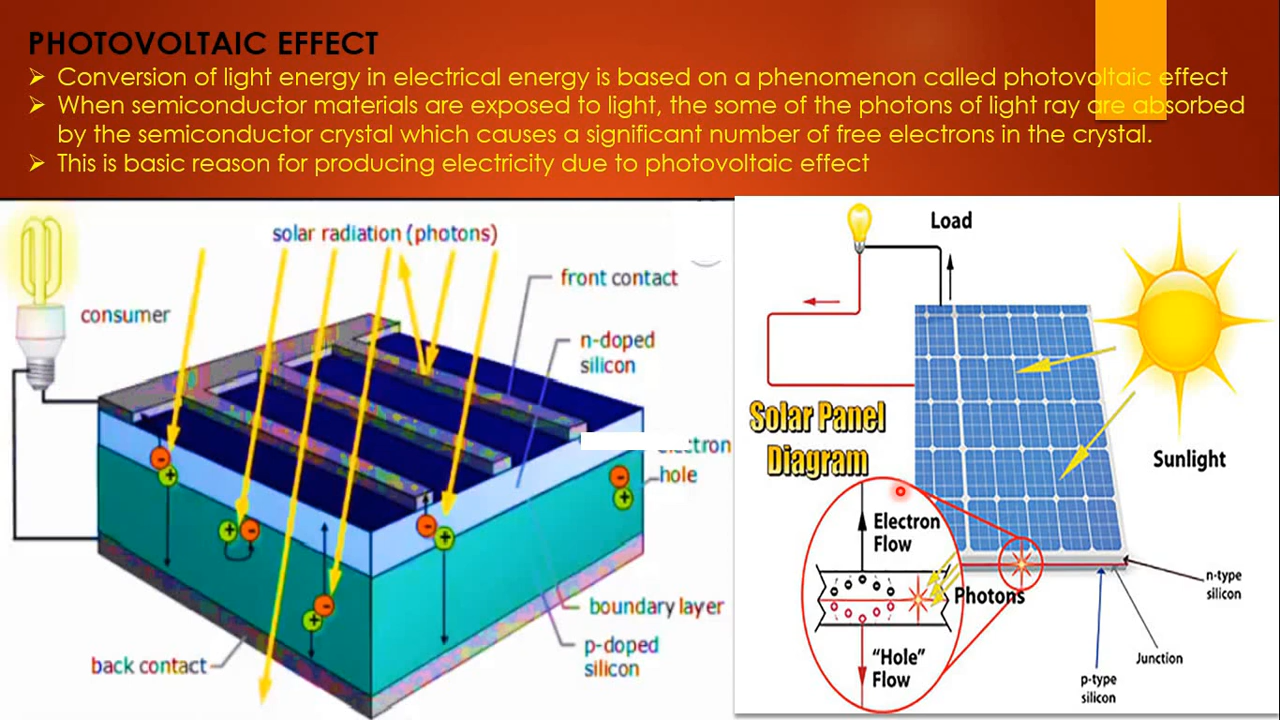 PHOTOVOLTAIC EFFECT
➢ Conversion of light energy in electrical energy is based on a phenomenon called photovoltaic effect
➢ When semiconductor materials are exposed to light, the some of the photons of light ray are absorbed
by the semiconductor crystal which causes a significant number of free electrons in the crystal.
➢ This is basic reason for producing electricity due to photovoltaic effect
solar radiation (photons)
front contact
consumer
n-doped
silicon
hole
boundary layer
p-doped
silicon
back contact
Load
Solar Panel
Diagram
Sunlight
Electron
Flow
Photons
"Hole"
Flow
n-type
silicon
Junction
p-type
silicon